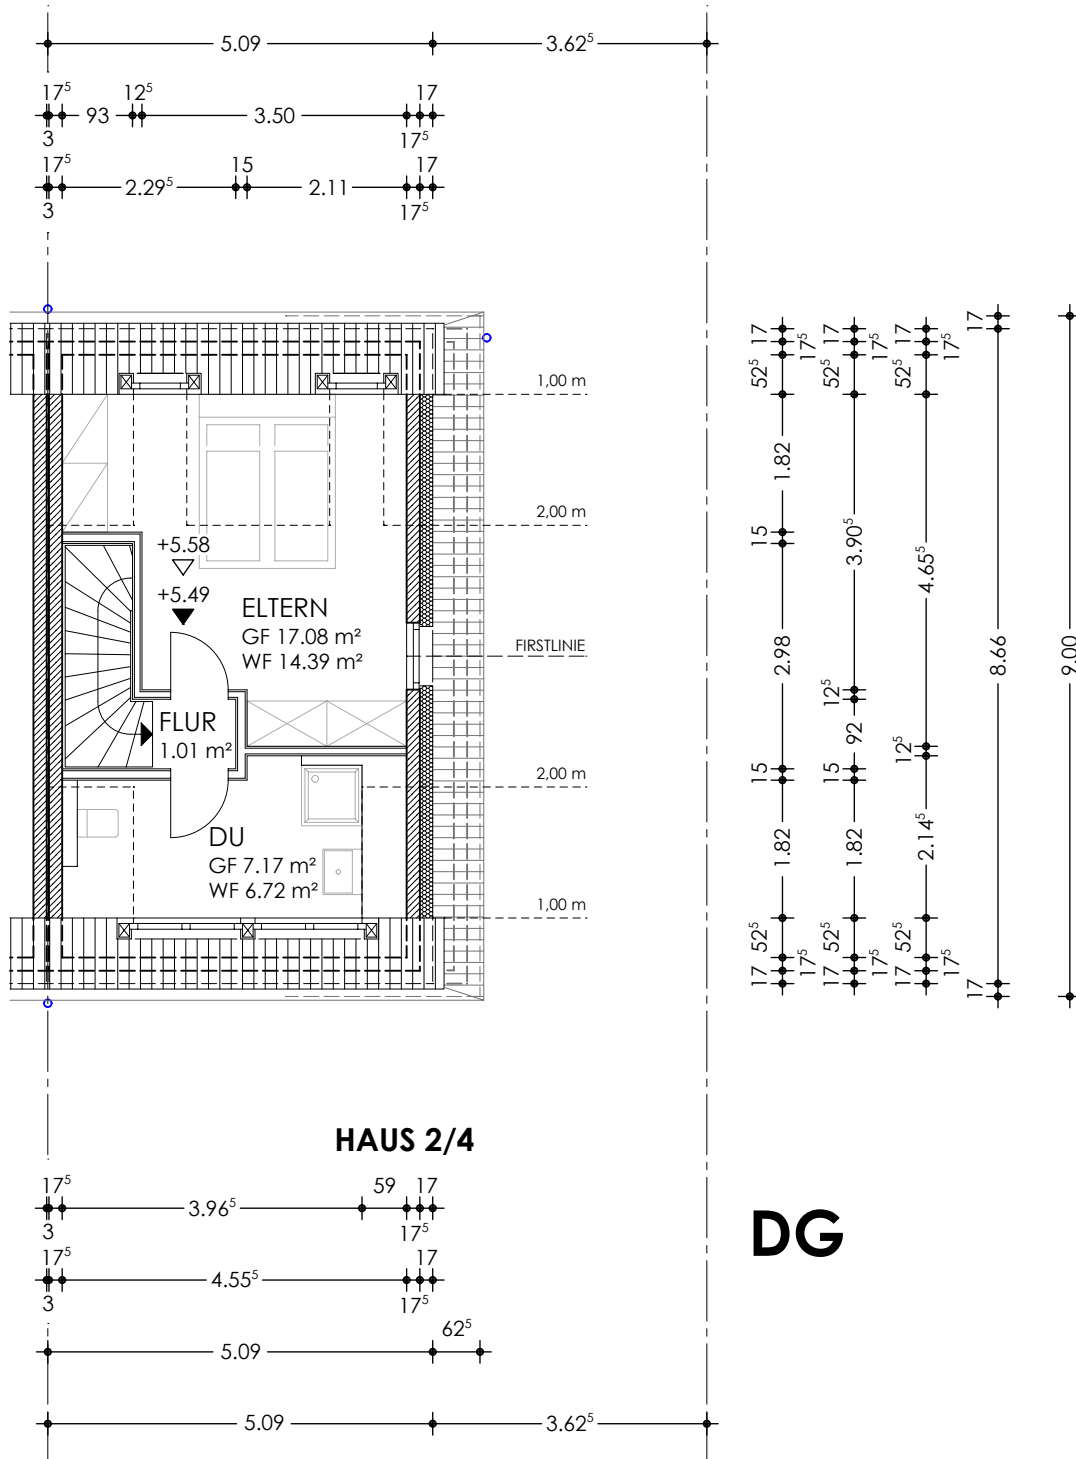 5.09 3.62⁵
17⁵ 12⁵ 17
93 3.50
3 17⁵
17⁵ 15 17
2.29⁵ 2.11
3 17⁵
1,00 m
2,00 m
+5.58
+5.49
ELTERN
GF 17.08 m²
WF 14.39 m²
FIRSTLINIE
FLUR
1.01 m²
2,00 m
DU
GF 7.17 m²
WF 6.72 m²
1,00 m
17 17⁵ 52⁵ 1.82 15 2.98 15 1.82 52⁵ 17⁵ 17
17 17⁵ 52⁵ 3.90⁵ 12⁵ 92 15 1.82 52⁵ 17⁵ 17
17 17⁵ 52⁵ 4.65⁵ 12⁵ 2.14⁵ 52⁵ 17⁵ 17
17 8.66 17
9.00
HAUS 2/4
DG
17⁵ 59 17
3.96⁵
3 17⁵
17⁵ 17
4.55⁵
3 17⁵
62⁵
5.09
5.09 3.62⁵